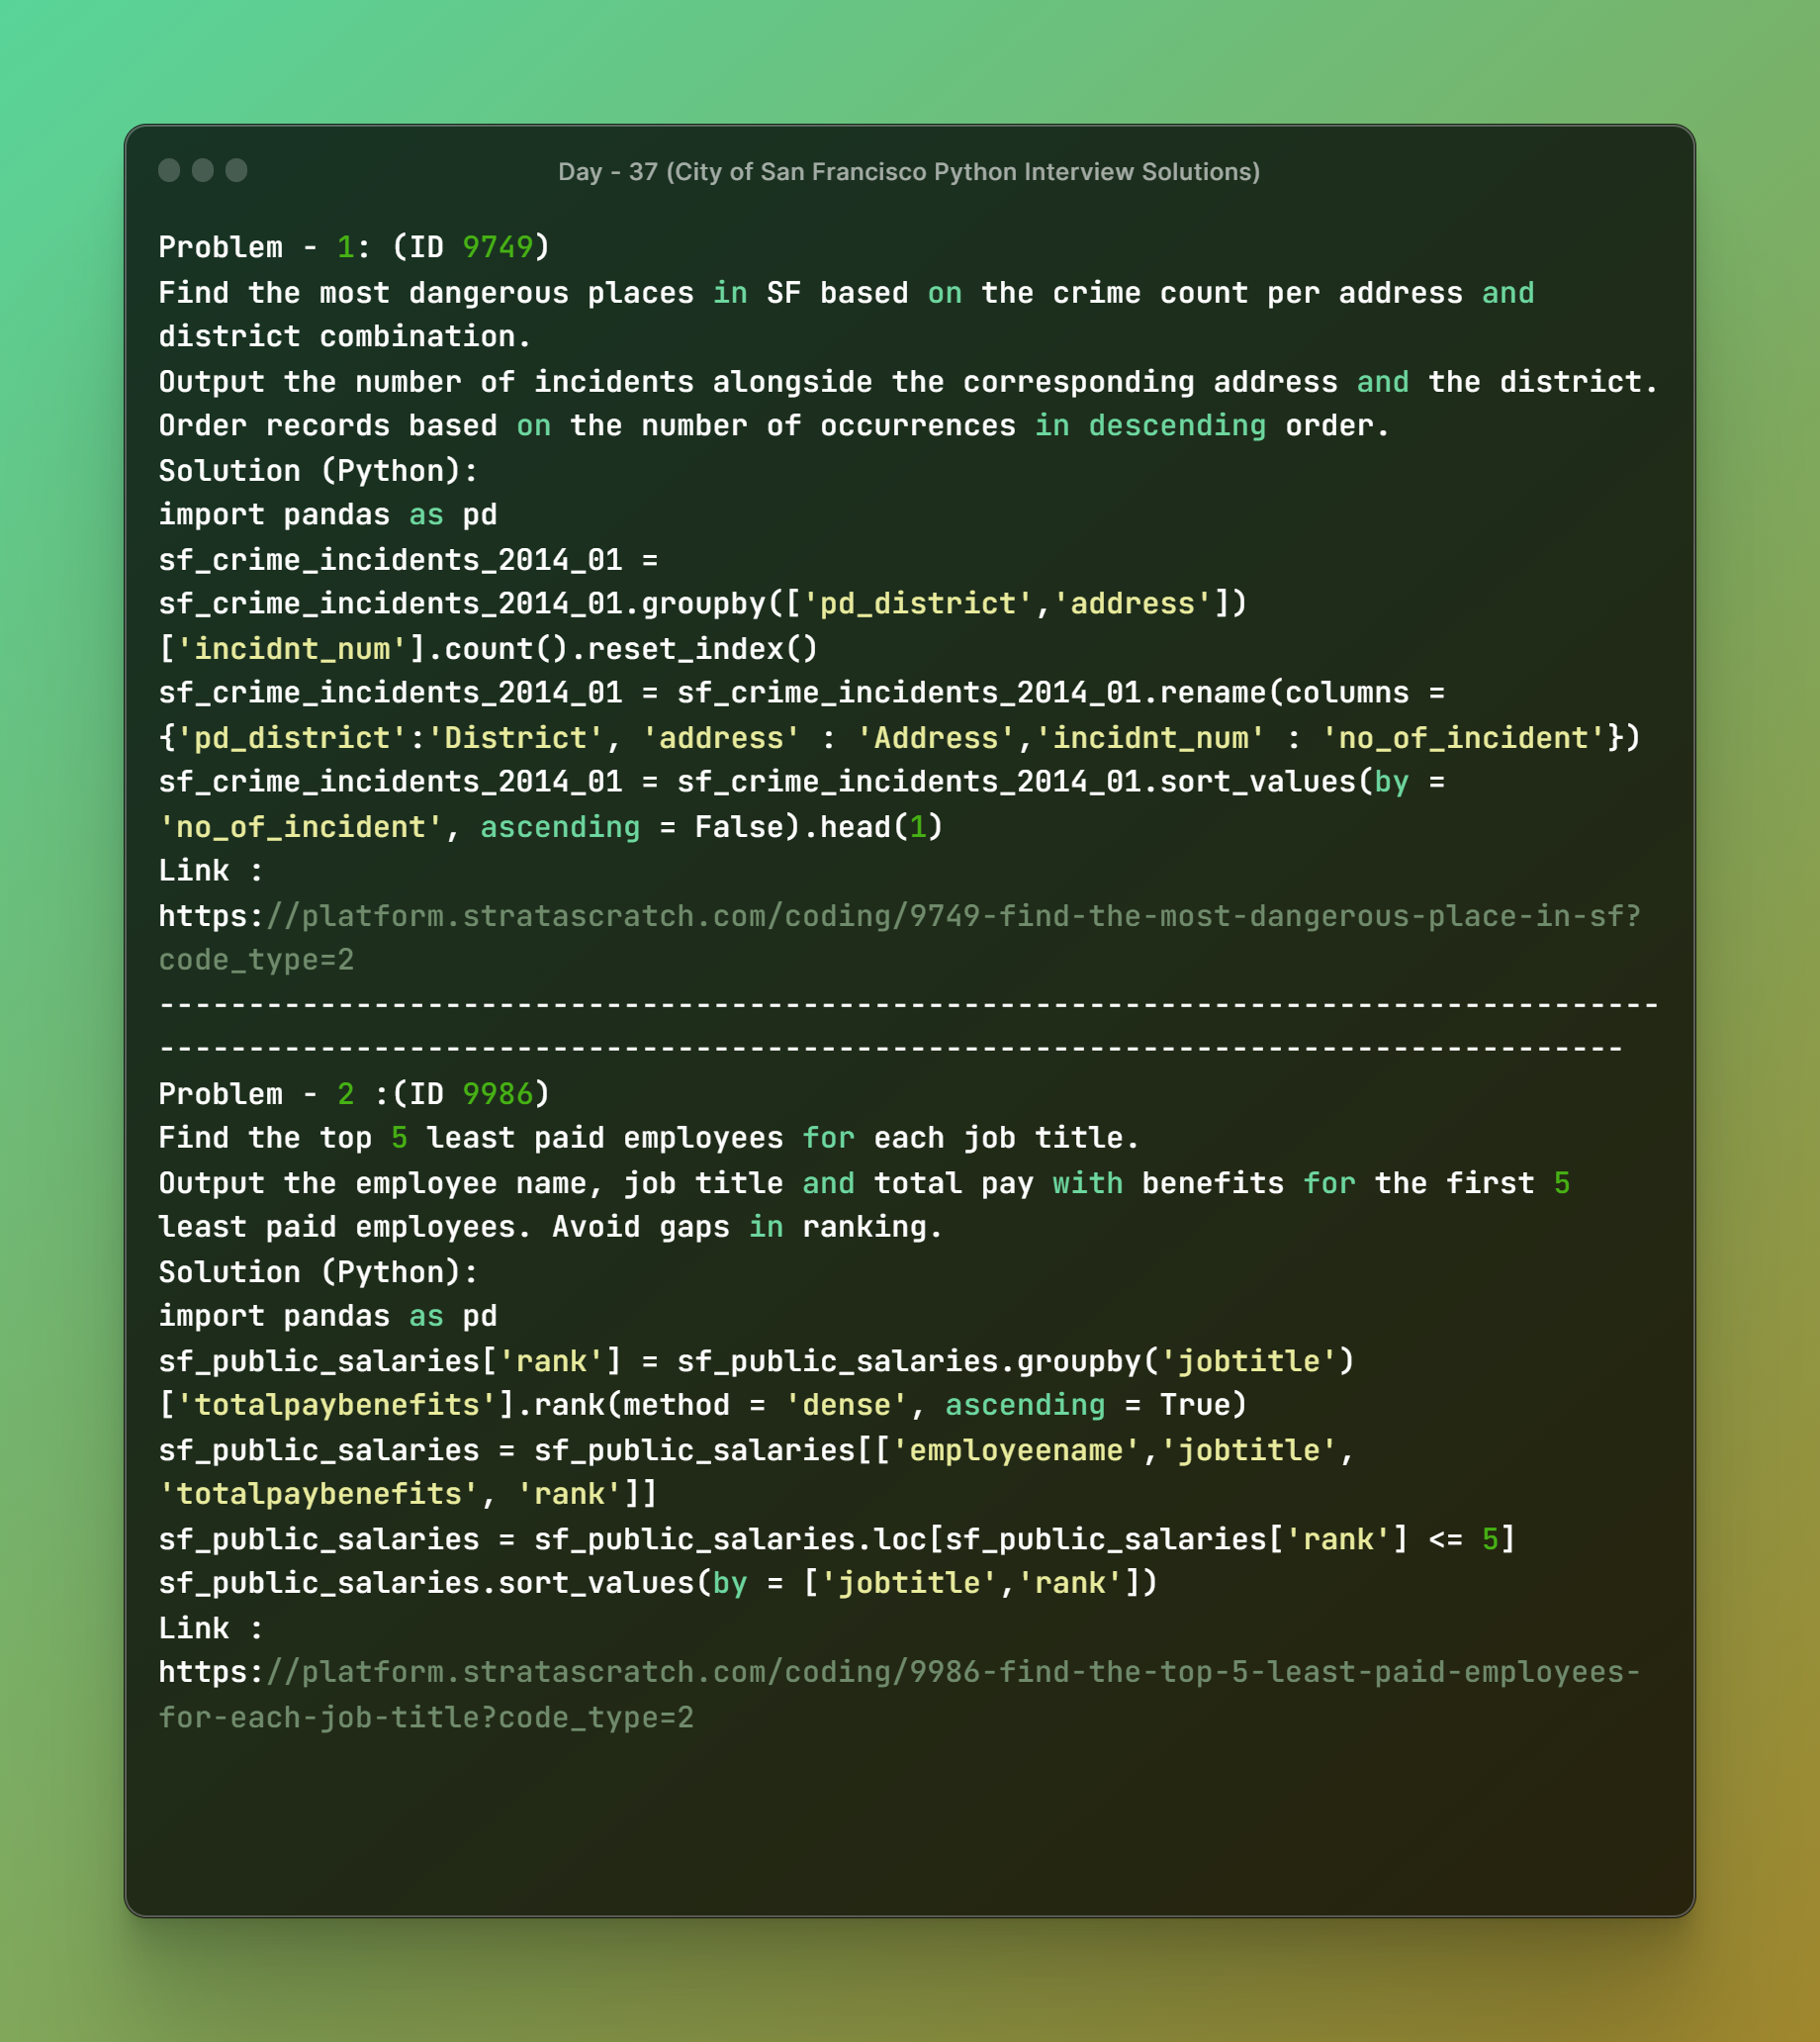 Day - 37 (City of San Francisco Python Interview Solutions)
Problem - 1: (ID 9749)
Find the most dangerous places in SF based on the crime count per address and
district combination.
Output the number of incidents alongside the corresponding address and the district.
Order records based on the number of occurrences in descending order.
Solution (Python):
import pandas as pd
sf_crime_incidents_2014_01 =
sf_crime_incidents_2014_01.groupby(['pd_district','address'])
['incidnt_num'].count().reset_index()
sf_crime_incidents_2014_01 = sf_crime_incidents_2014_01.rename(columns =
{'pd_district':'District', 'address' : 'Address','incidnt_num' : 'no_of_incident'})
sf_crime_incidents_2014_01 = sf_crime_incidents_2014_01.sort_values(by =
'no_of_incident', ascending = False).head(1)
Link :
https://platform.stratascratch.com/coding/9749-find-the-most-dangerous-place-in-sf?
code_type=2
------------------------------------------------------------------------------------
----------------------------------------------------------------------------------
Problem - 2 :(ID 9986)
Find the top 5 least paid employees for each job title.
Output the employee name, job title and total pay with benefits for the first 5
least paid employees. Avoid gaps in ranking.
Solution (Python):
import pandas as pd
sf_public_salaries['rank'] = sf_public_salaries.groupby('jobtitle')
['totalpaybenefits'].rank(method = 'dense', ascending = True)
sf_public_salaries = sf_public_salaries[['employeename','jobtitle',
'totalpaybenefits', 'rank']]
sf_public_salaries = sf_public_salaries.loc[sf_public_salaries['rank'] <= 5]
sf_public_salaries.sort_values(by = ['jobtitle','rank'])
Link :
https://platform.stratascratch.com/coding/9986-find-the-top-5-least-paid-employees-
for-each-job-title?code_type=2